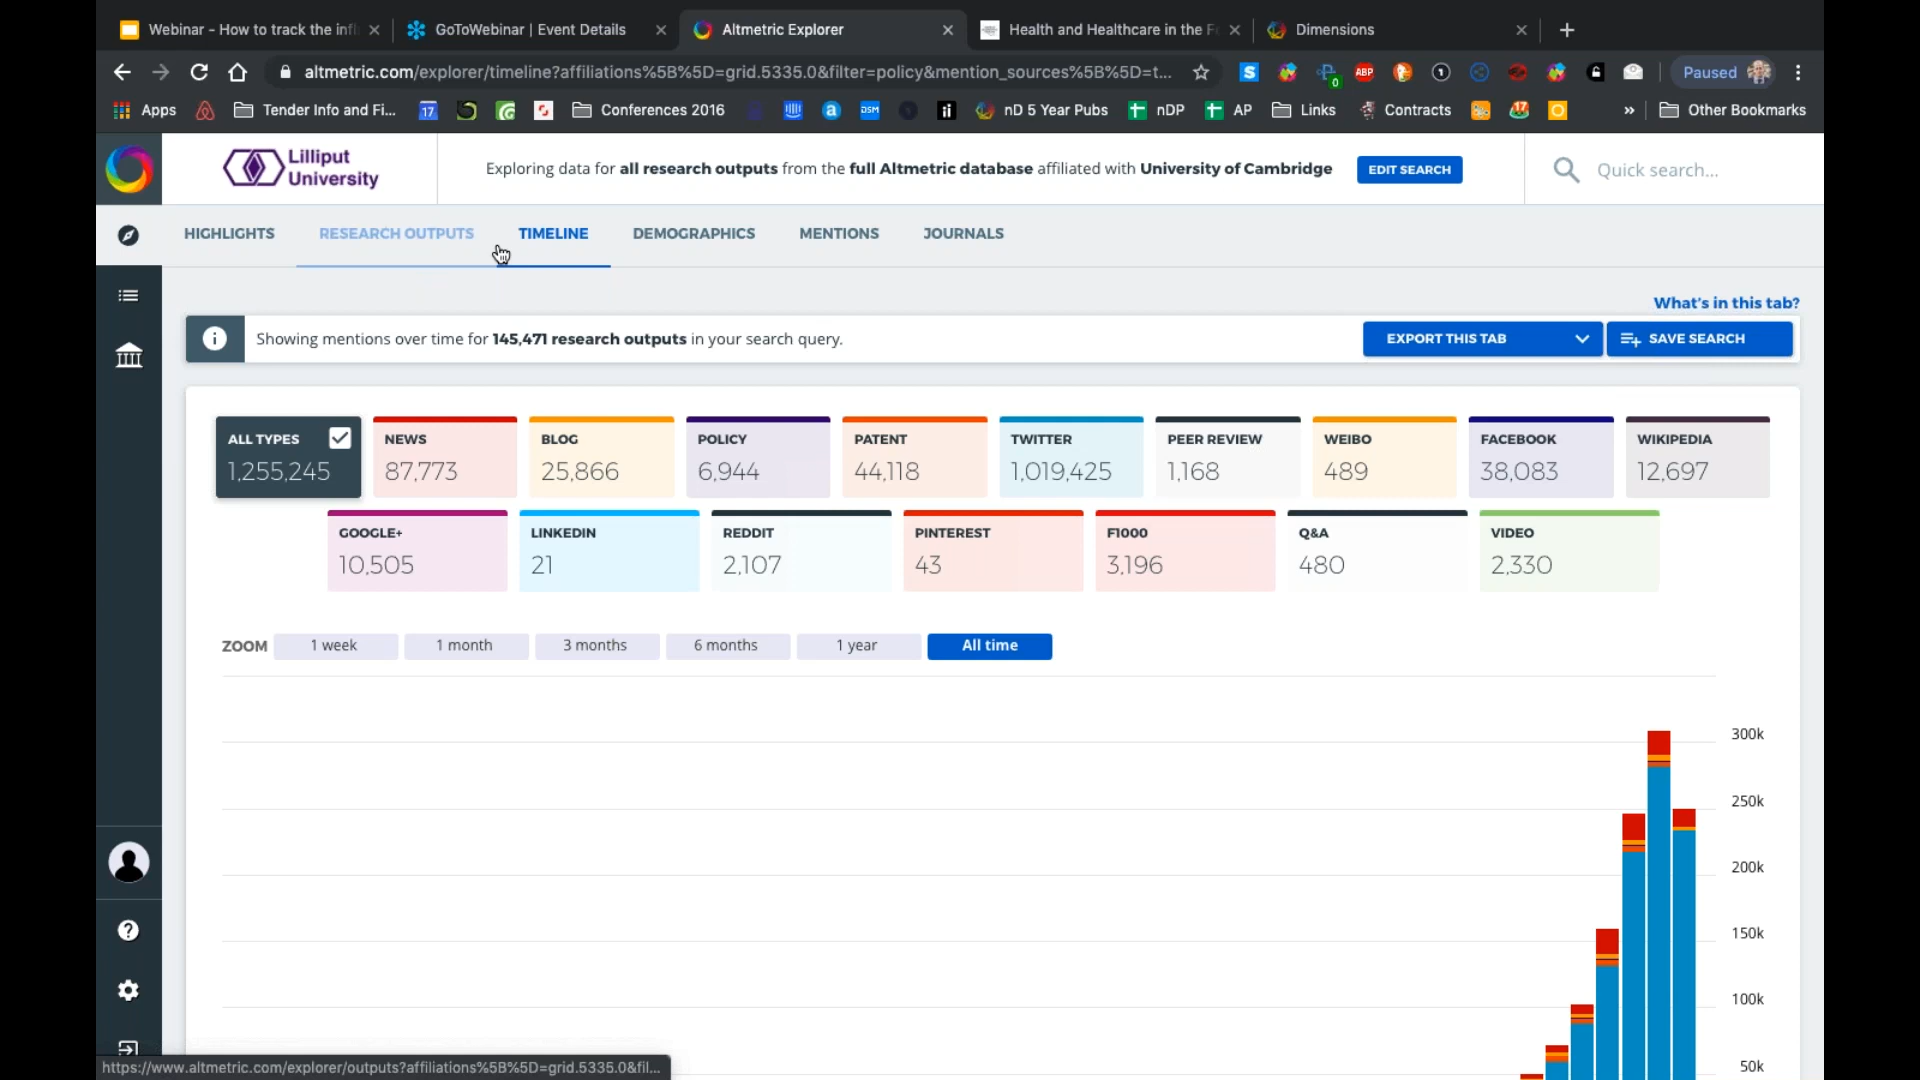 Webinar - How to track the infl
GoToWebinar | Event Details
Altmetric Explorer
Health and Healthcare in the F
Dimensions
altmetric.com/explorer/timeline?affiliations%5B%5D=grid.5335.0&filter=policy&mention_sources%5B%5D=t...
S
0
ABP
Paused
Apps
Tender Info and Fi...
17
Conferences 2016
a
DSM
nD 5 Year Pubs
nDP
AP
Links
Contracts
17
»
Other Bookmarks
Lilliput
University
Exploring data for all research outputs from the full Altmetric database affiliated with University of Cambridge
EDIT SEARCH
Quick search...
HIGHLIGHTS
RESEARCH OUTPUTS
TIMELINE
DEMOGRAPHICS
MENTIONS
JOURNALS
What's in this tab?
Showing mentions over time for 145,471 research outputs in your search query.
EXPORT THIS TAB
SAVE SEARCH
ALL TYPES
1,255,245
NEWS
87,773
BLOG
25,866
POLICY
6,944
PATENT
44,118
TWITTER
1,019,425
PEER REVIEW
1,168
WEIBO
489
FACEBOOK
38,083
WIKIPEDIA
12,697
GOOGLE+
10,505
LINKEDIN
21
REDDIT
2,107
PINTEREST
43
F1000
3,196
Q&A
480
VIDEO
2,330
ZOOM
1 week
1 month
3 months
6 months
1 year
All time
300k
250k
200k
150k
100k
50k
https://www.altmetric.com/explorer/outputs?affiliations%5B%5D=grid.5335.0&fil...